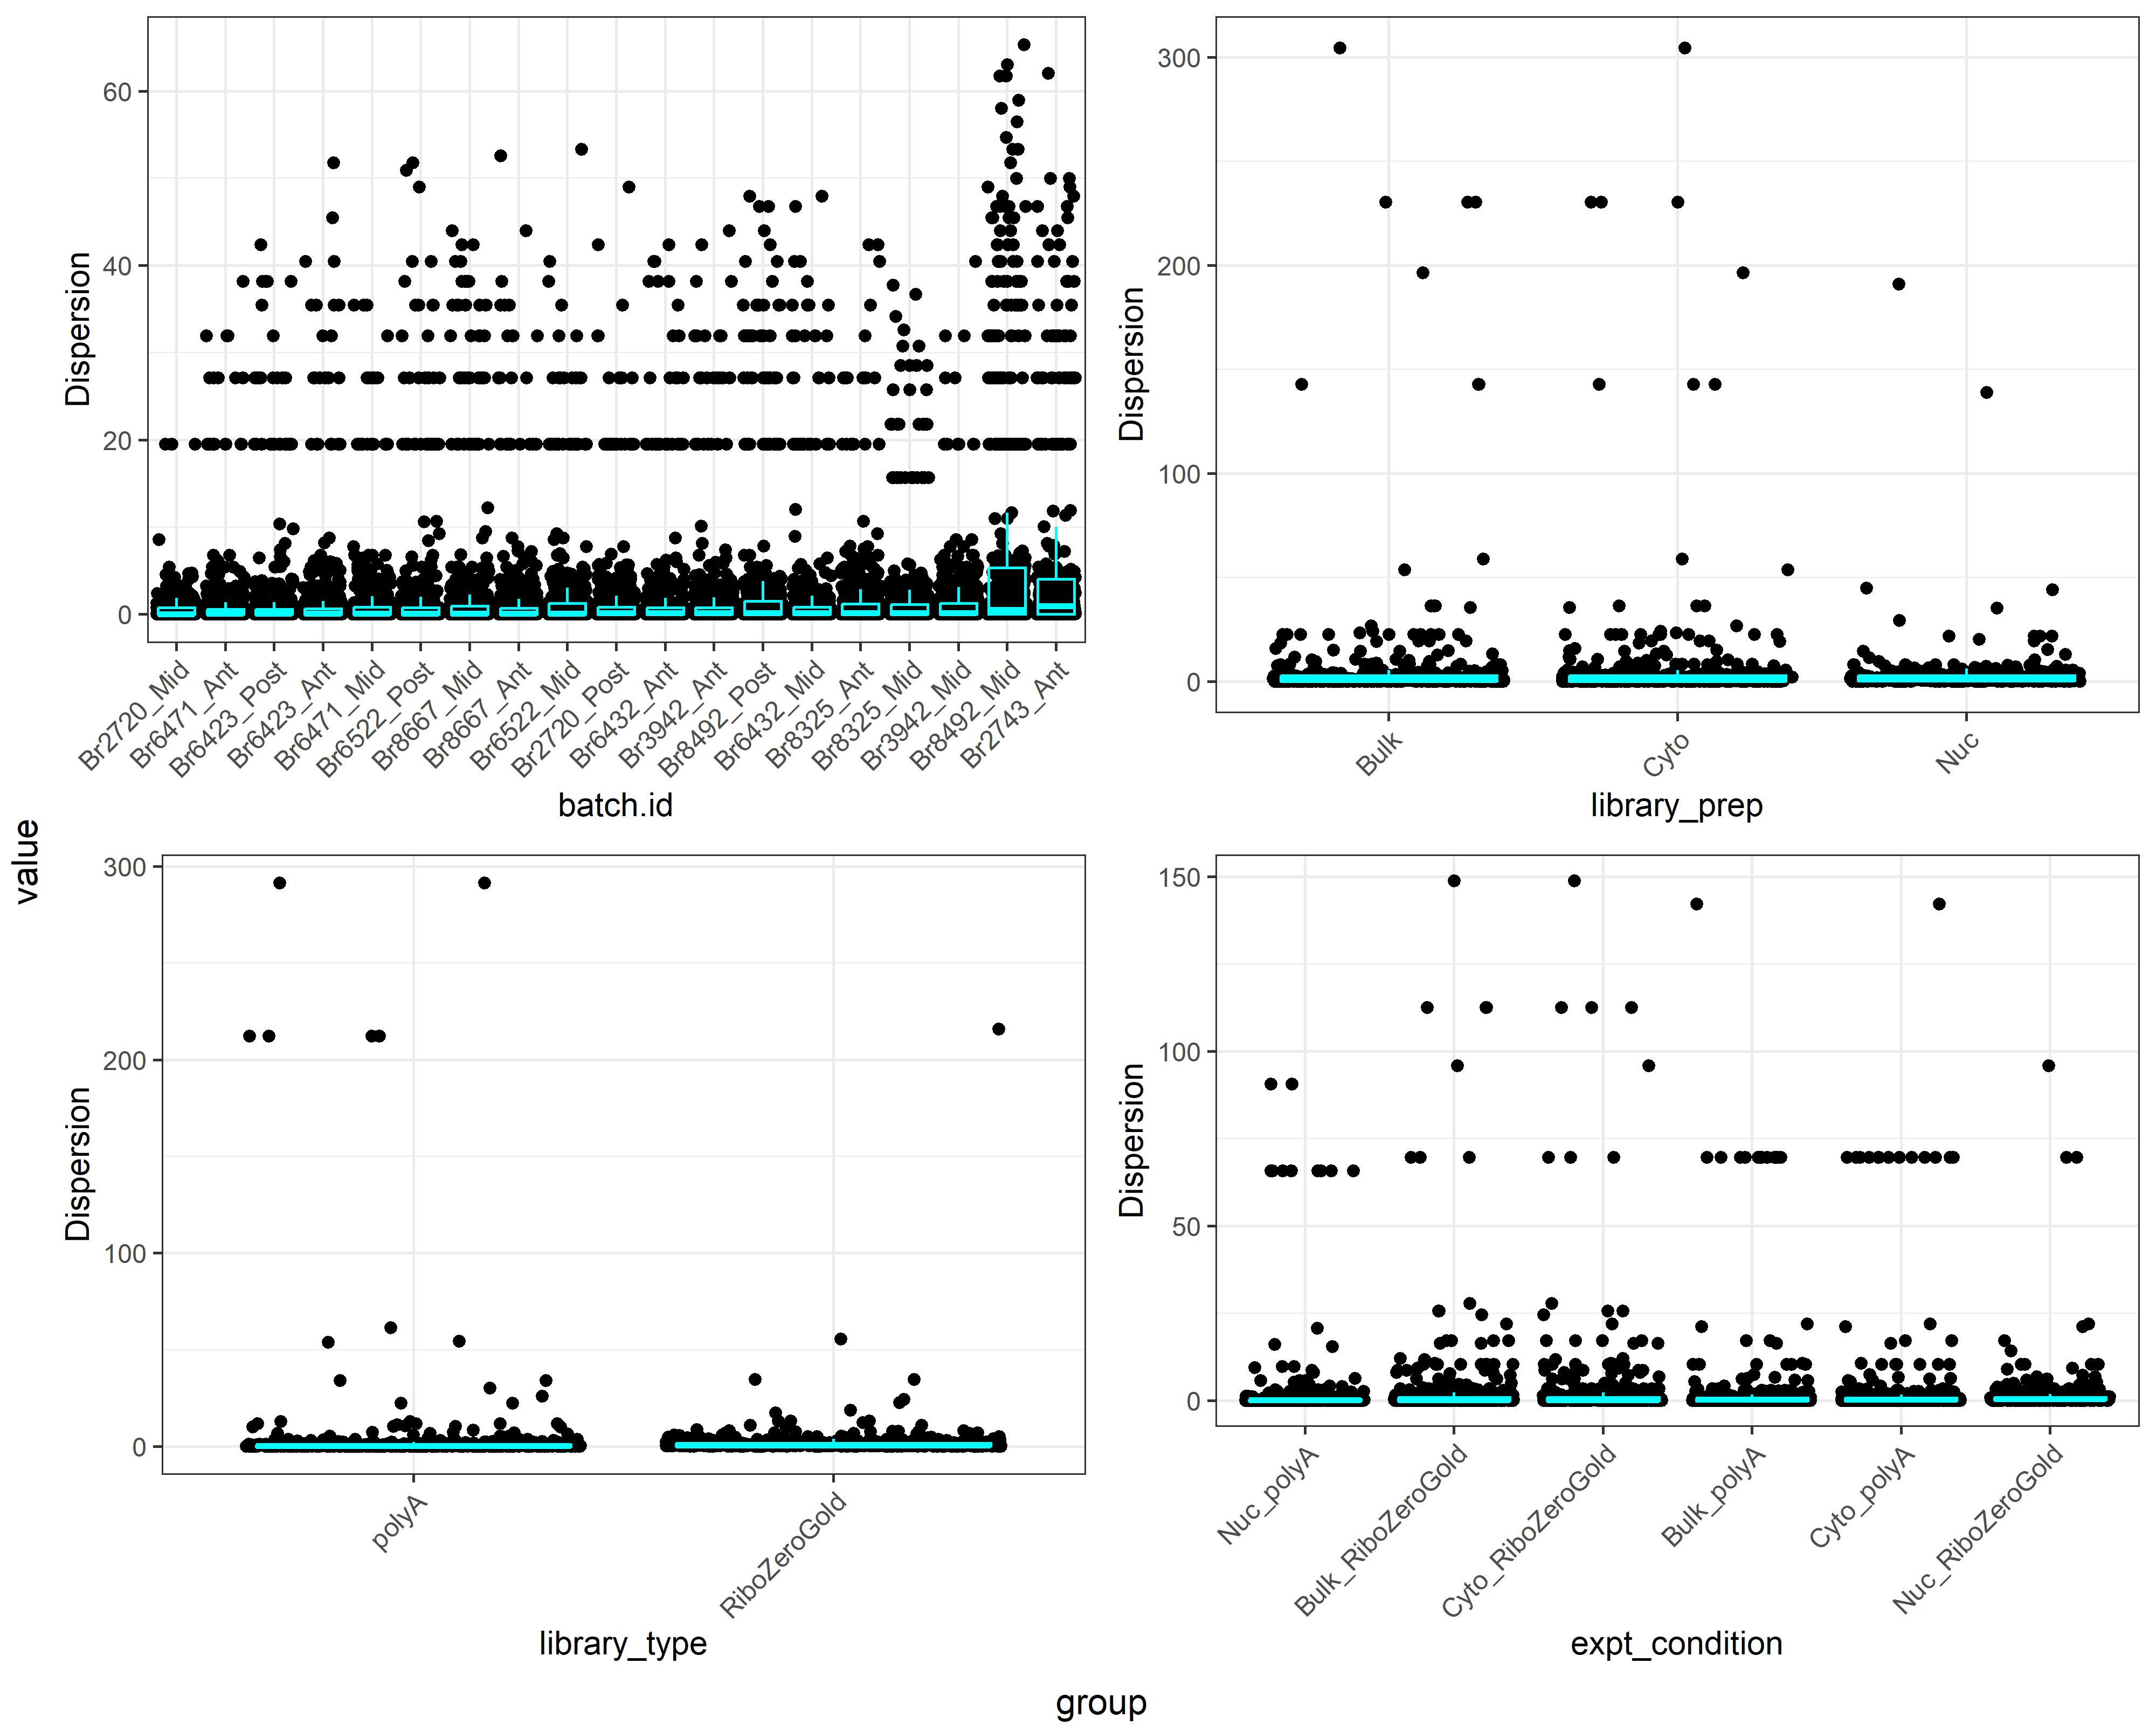 60
40
20
0
Dispersion
Br2720_Mid
Br6471_Ant
Br6423_Post
Br6423_Ant
Br6471_Mid
Br6522_Post
Br8667_Mid
Br8667_Ant
Br6522_Mid
Br2720_Post
Br6432_Ant
Br3942_Ant
Br8492_Post
Br6432_Mid
Br8325_Ant
Br8325_Mid
Br3942_Mid
Br8492_Mid
Br2743_Ant
batch.id
300
200
100
0
Dispersion
Bulk
Cyto
Nuc
library_prep
value
300
200
100
0
Dispersion
polyA
RiboZeroGold
library_type
150
100
50
0
Dispersion
Nuc_polyA
Bulk_RiboZeroGold
Cyto_RiboZeroGold
Bulk_polyA
Cyto_polyA
Nuc_RiboZeroGold
expt_condition
group